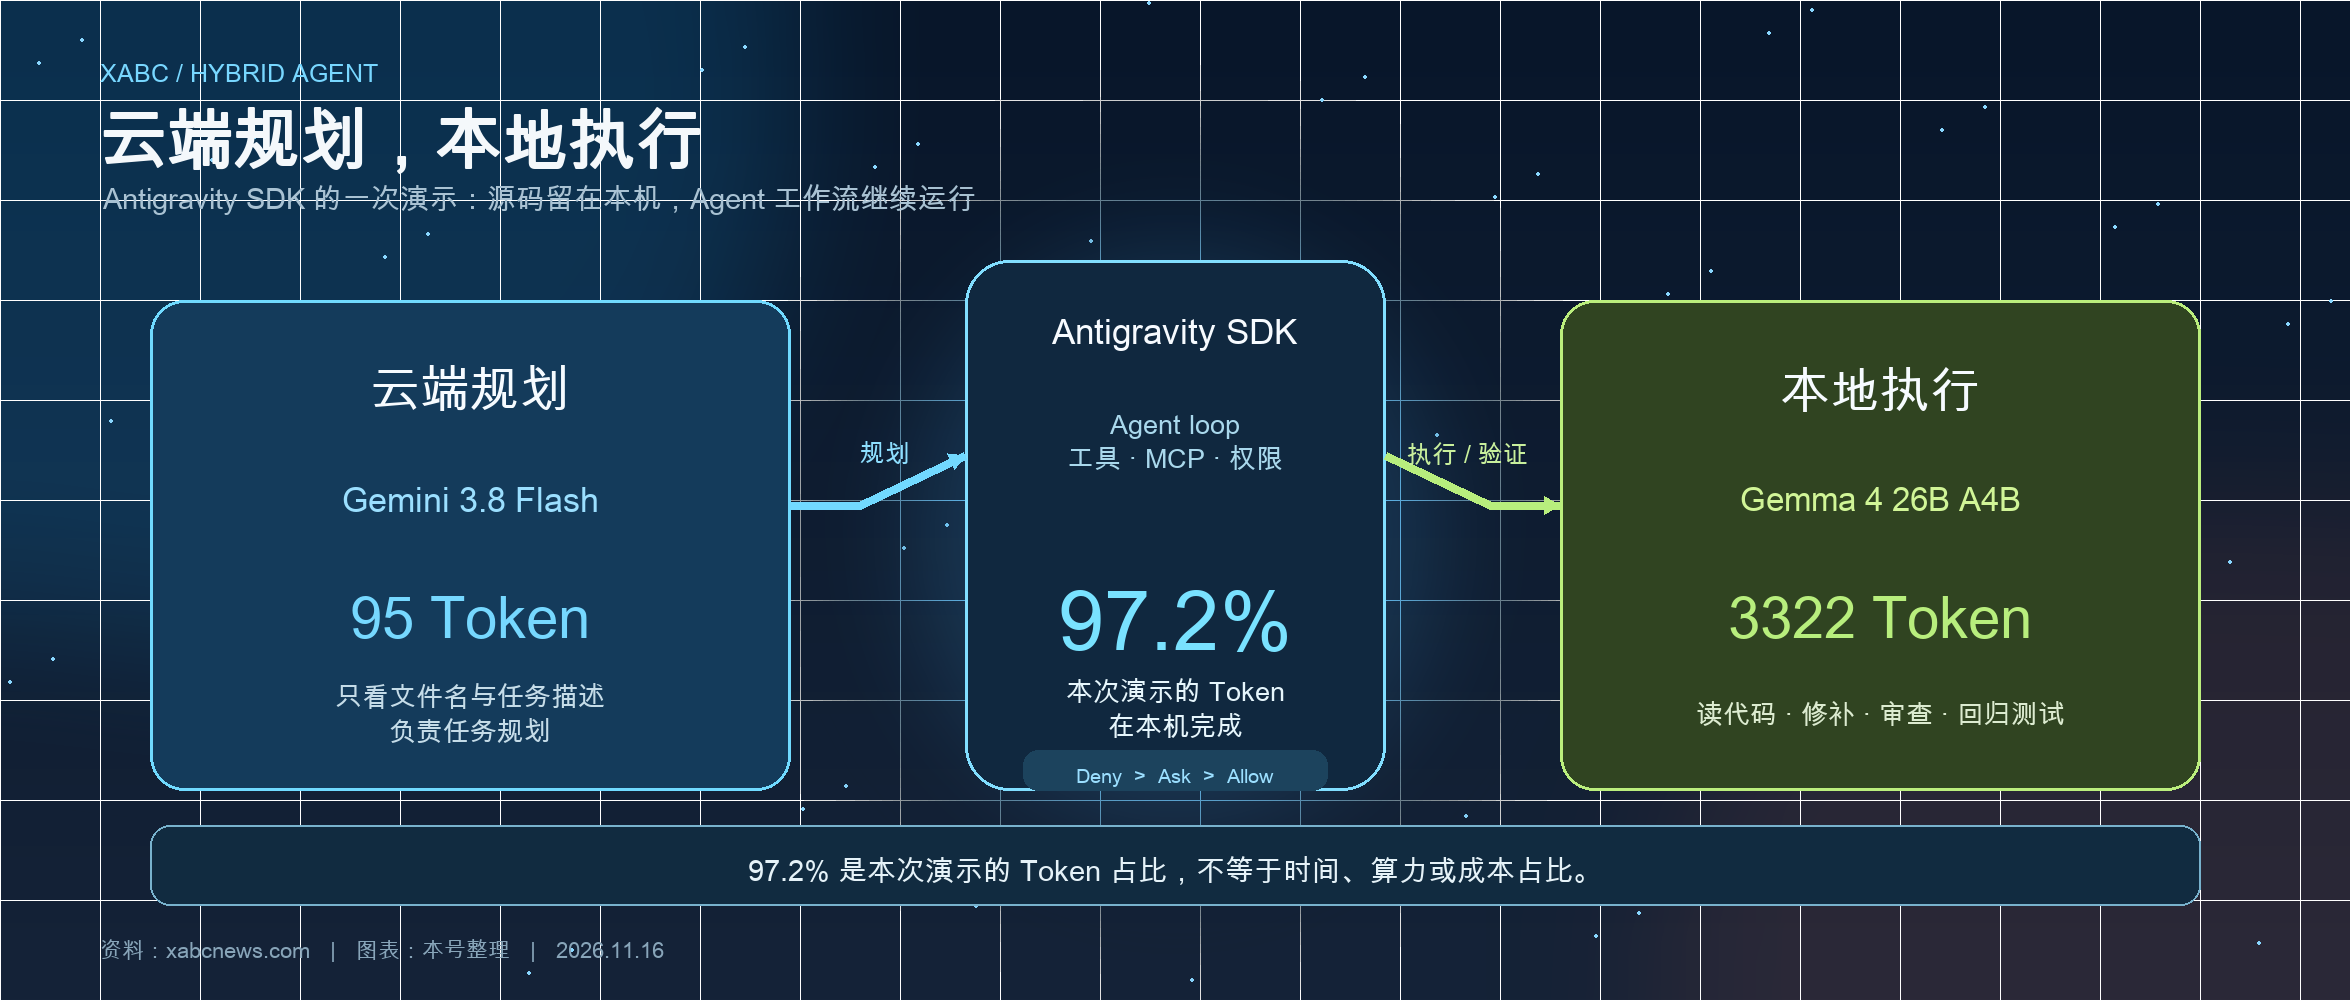 XABC / HYBRID AGENT
云端规划，本地执行
Antigravity SDK 的一次演示：源码留在本机，Agent 工作流继续运行
云端规划
Gemini 3.8 Flash
95 Token
只看文件名与任务描述
负责任务规划
规划
Antigravity SDK
Agent loop
工具 · MCP · 权限
97.2%
本次演示的 Token
在本机完成
Deny > Ask > Allow
执行 / 验证
本地执行
Gemma 4 26B A4B
3322 Token
读代码 · 修补 · 审查 · 回归测试
97.2% 是本次演示的 Token 占比，不等于时间、算力或成本占比。
资料：xabcnews.com | 图表：本号整理 | 2026.11.16